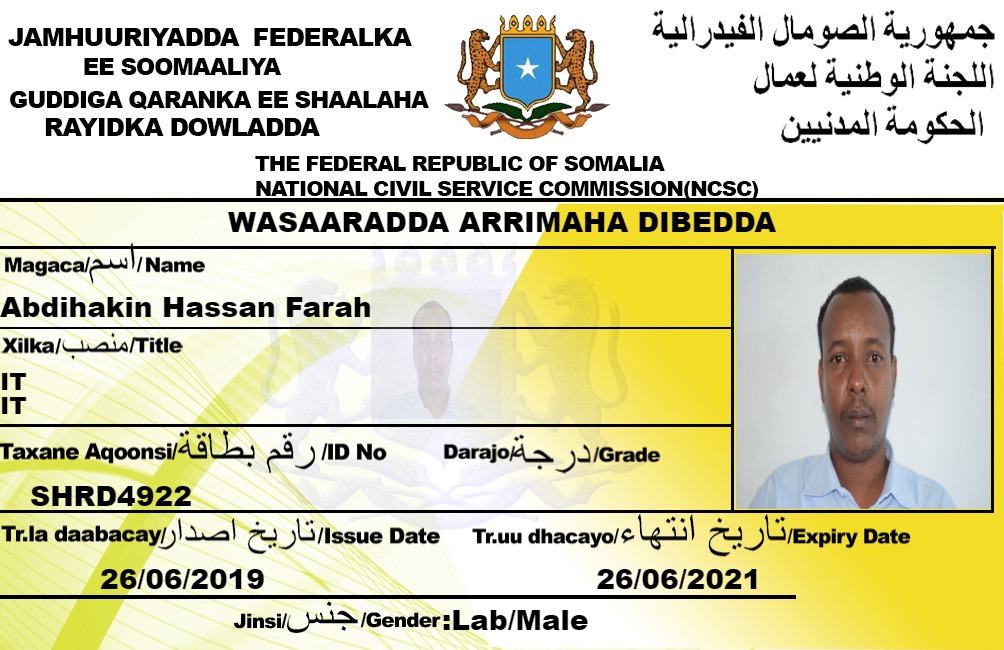 JAMHUURIYADDA FEDERALKA
EE SOOMAALIYA
GUDDIGA QARANKA EE SHAALAHA
RAYIDKA DOWLADDA
جمهورية الصومال الفيدرالية
اللجنة الوطنية لعمال
الحكومة المدنيين
THE FEDERAL REPUBLIC OF SOMALIA
NATIONAL CIVIL SERVICE COMMISSION(NCSC)
WASAARADDA ARRIMAHA DIBEDDA
Magaca/اسم/Name
Abdihakin Hassan Farah
Xilka/منصب/Title
IT
IT
Taxane Aqoonsi/رقم بطاقة/ID No
Darajo/درجة/Grade
SHRD4922
Tr.la daabacay/تاريخ اصدار/Issue Date
Tr.uu dhacayo/تاريخ انتهاء/Expiry Date
26/06/2019
26/06/2021
Jinsi/جنس/Gender:Lab/Male